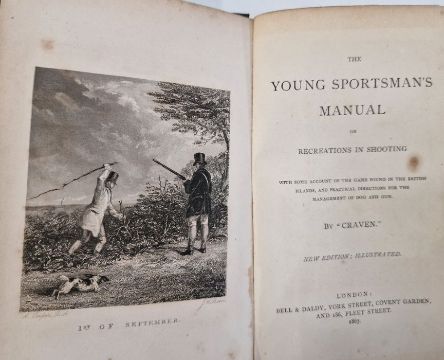 1ST OF SEPTEMBER.
THE
YOUNG SPORTSMAN'S
MANUAL
OR
RECREATIONS IN SHOOTING
WITH SOME ACCOUNT OF THE GAME FOUND IN THE BRITISH
ISLANDS, AND PRACTICAL DIRECTIONS FOR THE
MANAGEMENT OF DOG AND GUN.
BY "CRAVEN."
NEW EDITION; ILLUSTRATED.
LONDON:
BELL & DALDY, YORK STREET, COVENT GARDEN,
AND 186, FLEET STREET.
1867.